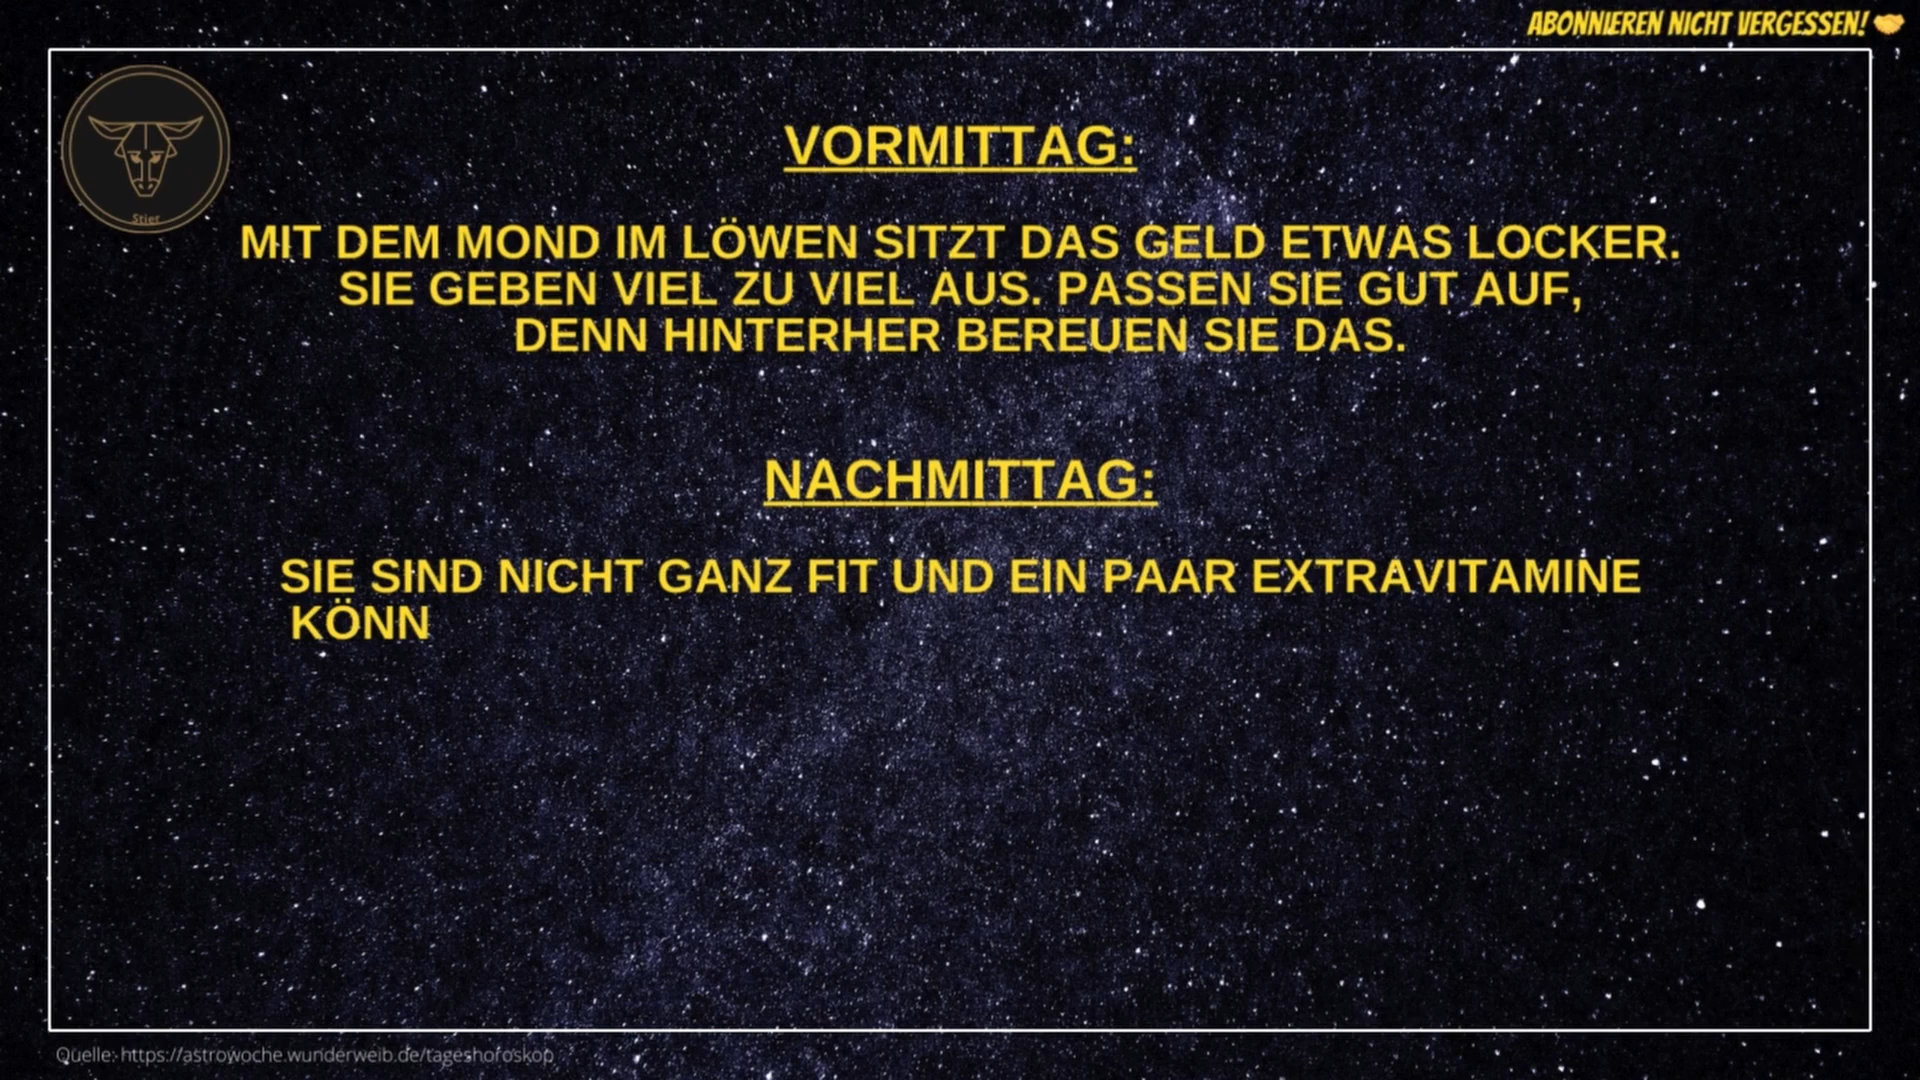 ABONNIEREN NICHT VERGESSEN!
Stier
VORMITTAG:
MIT DEM MOND IM LÖWEN SITZT DAS GELD ETWAS LOCKER.
SIE GEBEN VIEL ZU VIEL AUS. PASSEN SIE GUT AUF,
DENN HINTERHER BEREUEN SIE DAS.
NACHMITTAG:
SIE SIND NICHT GANZ FIT UND EIN PAAR EXTRAVITAMINE
KÖNN
Quelle: https://astrowoche.wunderweib.de/tageshoroskop